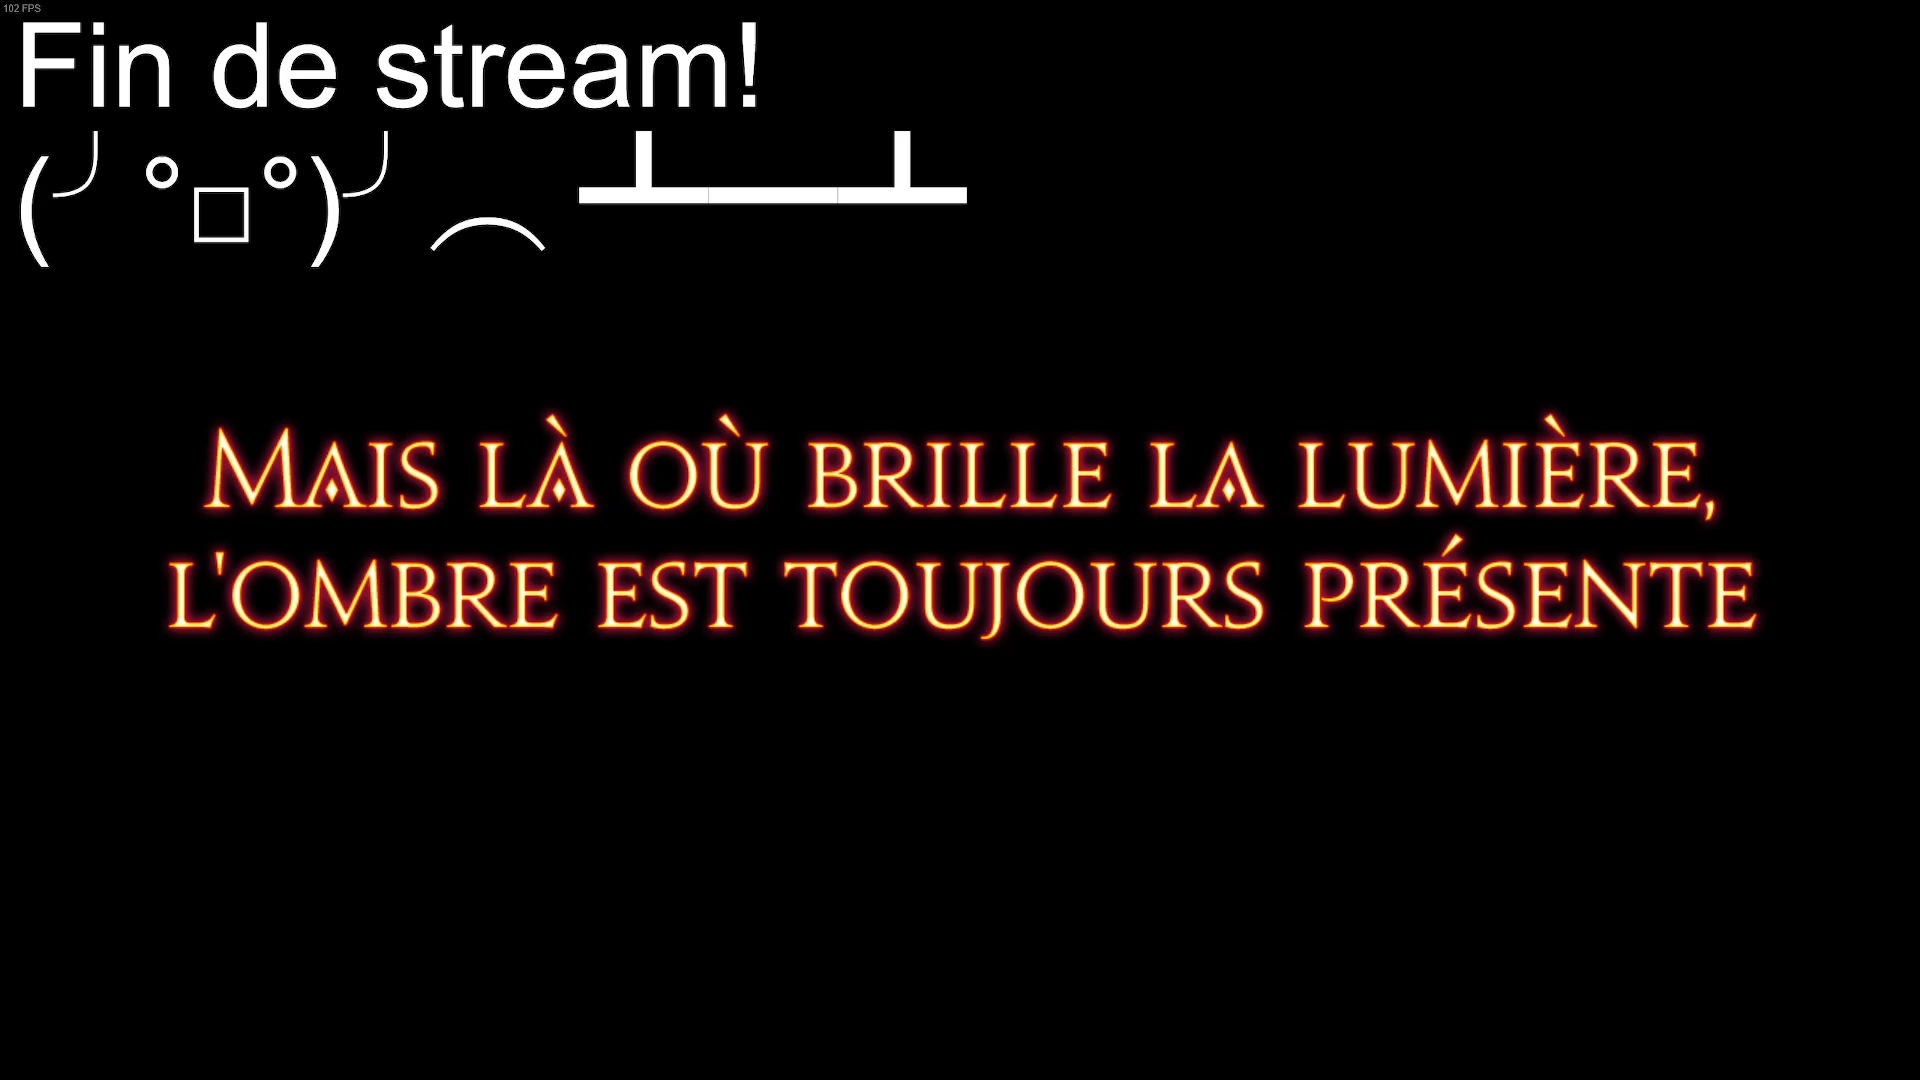 102 FPS
Fin de stream!
(╯°□°)╯︵ ┻━┻
Mais là où brille la lumière,
l'ombre est toujours présente